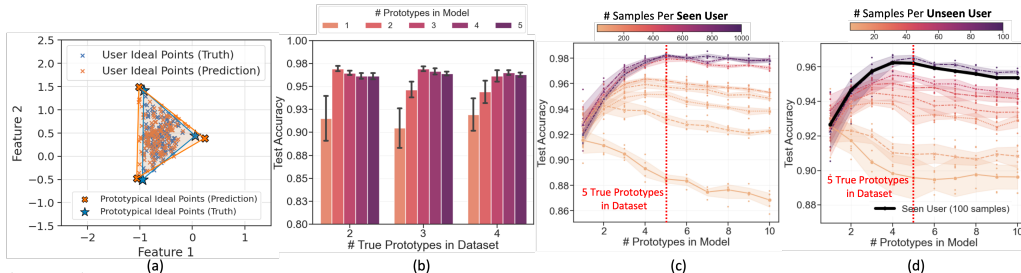 2.5
2.0
1.5
1.0
0.5
0.0
−0.5
−1.0
−1.5
Feature 2
× User Ideal Points (Truth)
× User Ideal Points (Prediction)
Prototypical Ideal Points (Prediction)
Prototypical Ideal Points (Truth)
−2 −1 0 1
Feature 1
(a)
# Prototypes in Model
1 2 3 4 5
1.00
0.98
0.95
0.93
0.90
0.88
0.85
0.83
0.80
Test Accuracy
2 3 4
# True Prototypes in Dataset
(b)
# Samples Per Seen User
200 400 600 800 1000
0.98
0.96
0.94
0.92
0.90
0.88
0.86
Test Accuracy
5 True Prototypes
in Dataset
2 4 6 8 10
# Prototypes in Model
(c)
# Samples Per Unseen User
20 40 60 80 100
0.96
0.94
0.92
0.90
0.88
Test Accuracy
5 True Prototypes
in Dataset
Seen User (100 samples)
2 4 6 8 10
# Prototypes in Model
(d)